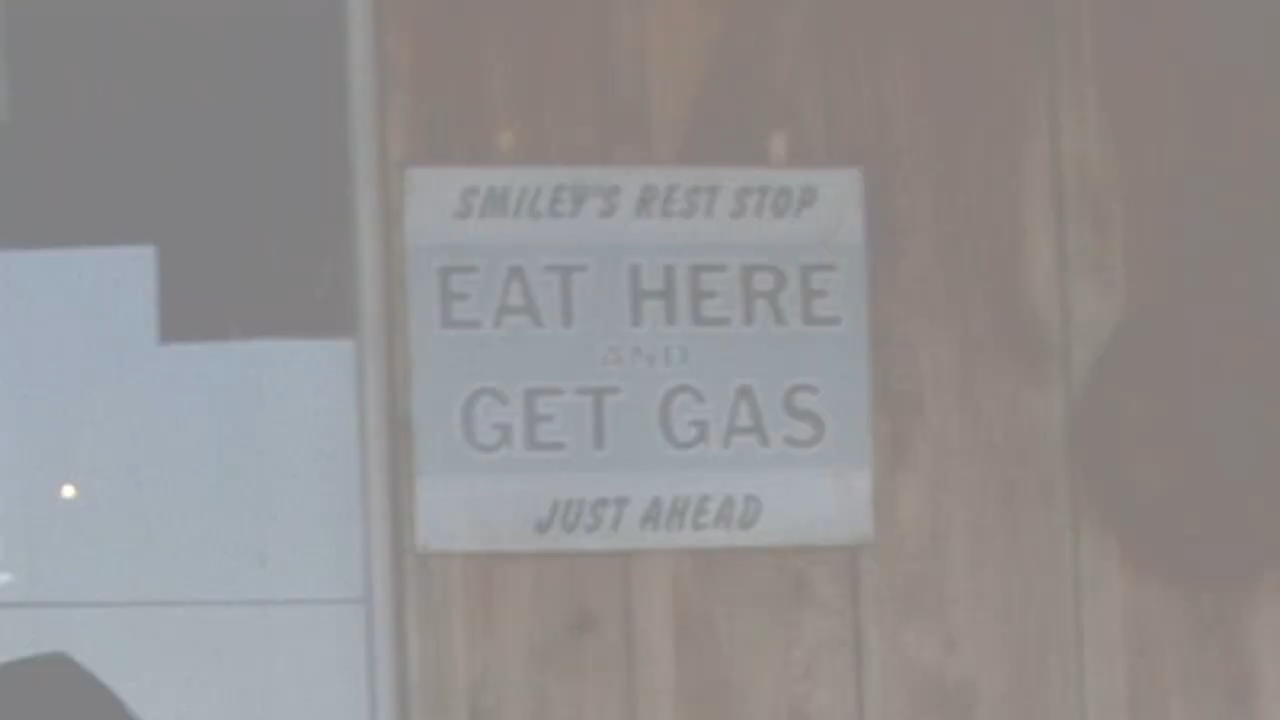 SMILEY'S REST STOP
EAT HERE
AND
GET GAS
JUST AHEAD